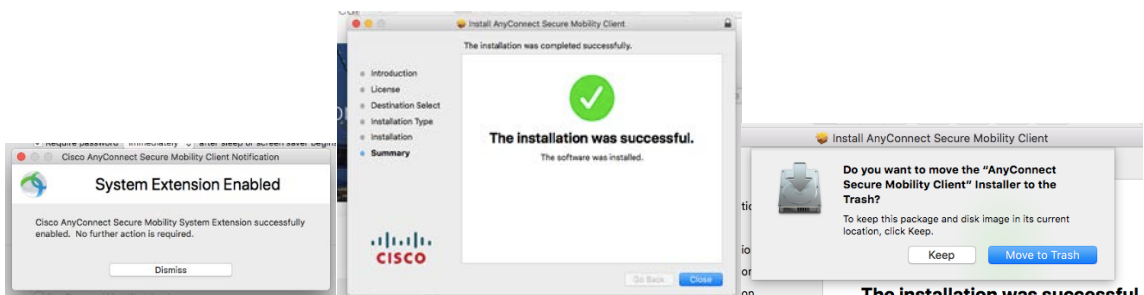 Require password immediately after sleep or screen saver begins
Cisco AnyConnect Secure Mobility Client Notification
System Extension Enabled
Cisco AnyConnect Secure Mobility System Extension successfully
enabled. No further action is required.
Dismiss
Install AnyConnect Secure Mobility Client
The installation was completed successfully.
Introduction
License
Destination Select
Installation Type
Installation
Summary
The installation was successful.
The software was installed.
CISCO
Go Back
Close
Install AnyConnect Secure Mobility Client
Do you want to move the “AnyConnect
Secure Mobility Client” Installer to the
Trash?
To keep this package and disk image in its current
location, click Keep.
Keep
Move to Trash
The installation was successful